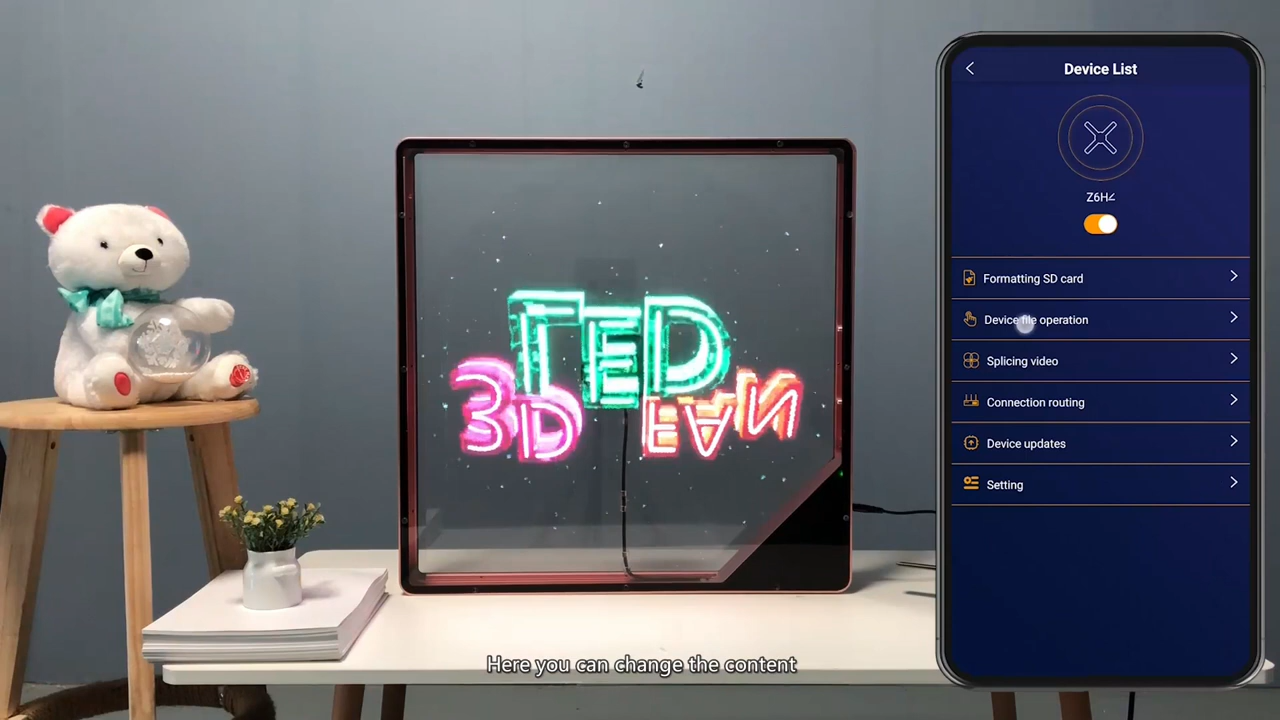 LED
3D FAN
Device List
Z6H
Formatting SD card
Device file operation
Splicing video
Connection routing
Device updates
Setting
Here you can change the content